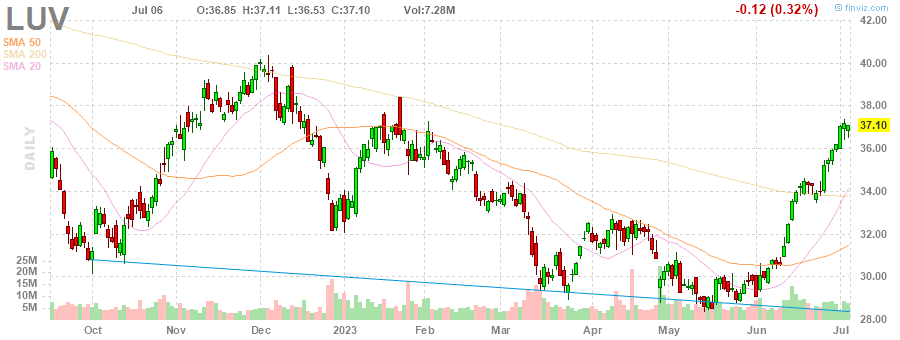 LUV Jul 06 O:36.85 H:37.11 L:36.53 C:37.10 Vol:7.28M -0.12 (0.32%) © finviz.com
SMA 50
SMA 200
SMA 20
DAILY
42.00
40.00
38.00
37.10
36.00
34.00
32.00
30.00
28.00
25M
20M
15M
10M
5M
Oct Nov Dec 2023 Feb Mar Apr May Jun Jul